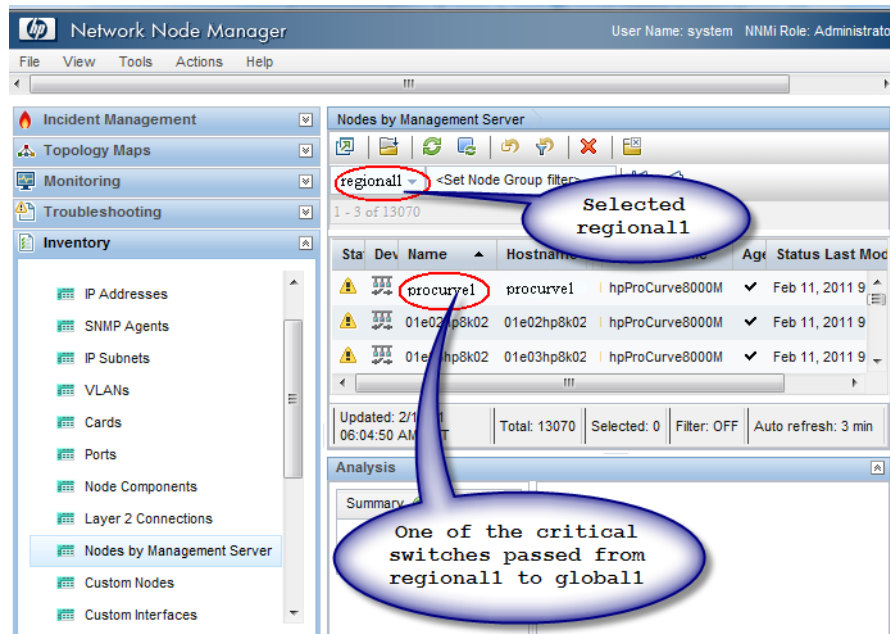 hp Network Node Manager User Name: system NNMi Role: Administrato
File View Tools Actions Help
Incident Management
Topology Maps
Monitoring
Troubleshooting
Inventory
IP Addresses
SNMP Agents
IP Subnets
VLANs
Cards
Ports
Node Components
Layer 2 Connections
Nodes by Management Server
Custom Nodes
Custom Interfaces
Nodes by Management Server
regional1 <Set Node Group filter>
Selected
regional1
1 - 3 of 13070
Sta Dev Name Hostname Age Status Last Mod
procurve1 procurve1 hpProCurve8000M Feb 11, 2011 9
01e02hp8k02 01e02hp8k02 hpProCurve8000M Feb 11, 2011 9
hp8k02 01e03hp8k02 hpProCurve8000M Feb 11, 2011 9
Updated: Total: 13070 Selected: 0 Filter: OFF Auto refresh: 3 min
06:04:50
Analysis
Summary
One of the critical
switches passed from
regional1 to global1